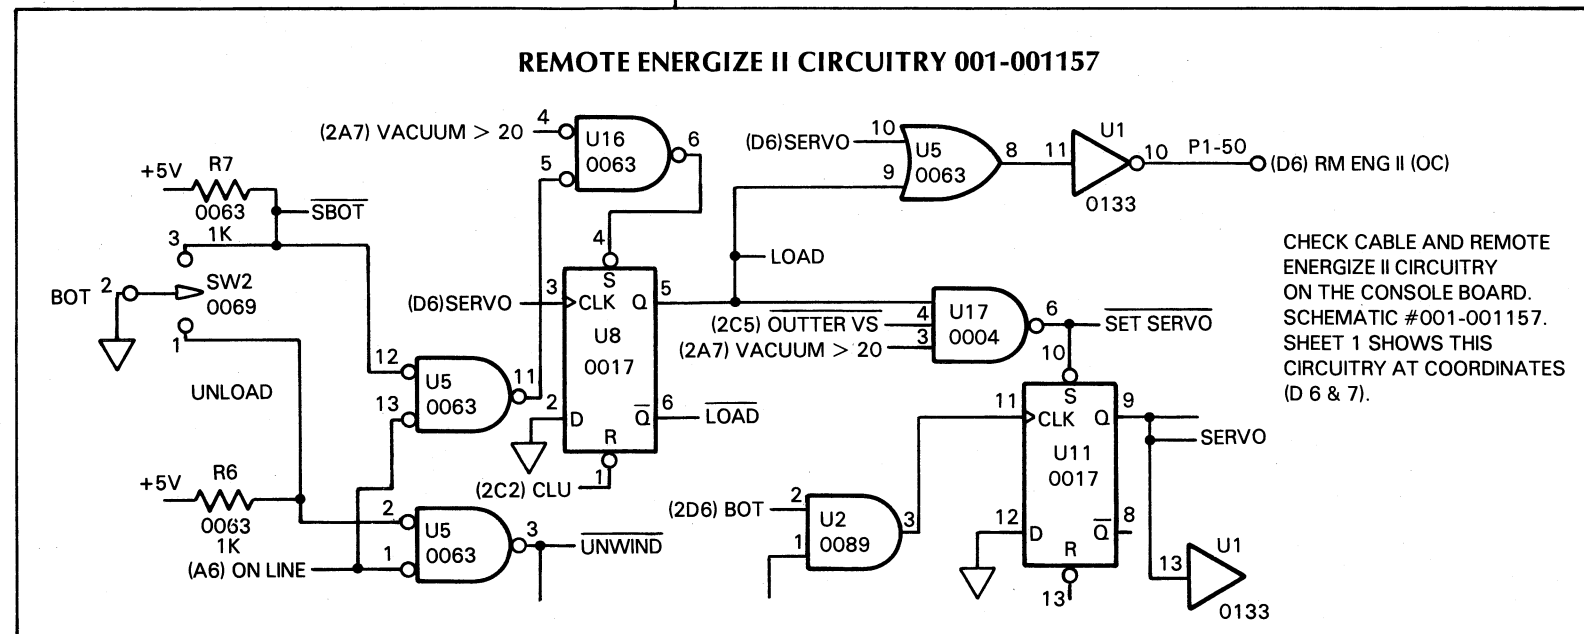 REMOTE ENERGIZE II CIRCUITRY 001-001157
(2A7) VACUUM > 20
4
5
U16
0063
6
+5V
R7
0063
1K
SBOT
3
BOT 2
SW2
0069
1
UNLOAD
12
13
U5
0063
11
+5V
R6
0063
1K
(A6) ON LINE
2
1
U5
0063
3
UNWIND
4
S
(D6)SERVO
3
CLK
Q
5
U8
0017
2
D
Q
6
LOAD
R
1
(2C2) CLU
(D6)SERVO
10
9
U5
0063
8
11
U1
0133
10
P1-50
(D6) RM ENG II (OC)
LOAD
(2C5) OUTTER VS
4
(2A7) VACUUM > 20
3
U17
0004
6
SET SERVO
10
S
11
CLK
Q
9
SERVO
U11
0017
12
D
Q
8
R
13
(2D6) BOT
2
1
U2
0089
3
13
U1
0133
CHECK CABLE AND REMOTE
ENERGIZE II CIRCUITRY
ON THE CONSOLE BOARD.
SCHEMATIC #001-001157.
SHEET 1 SHOWS THIS
CIRCUITRY AT COORDINATES
(D 6 & 7).